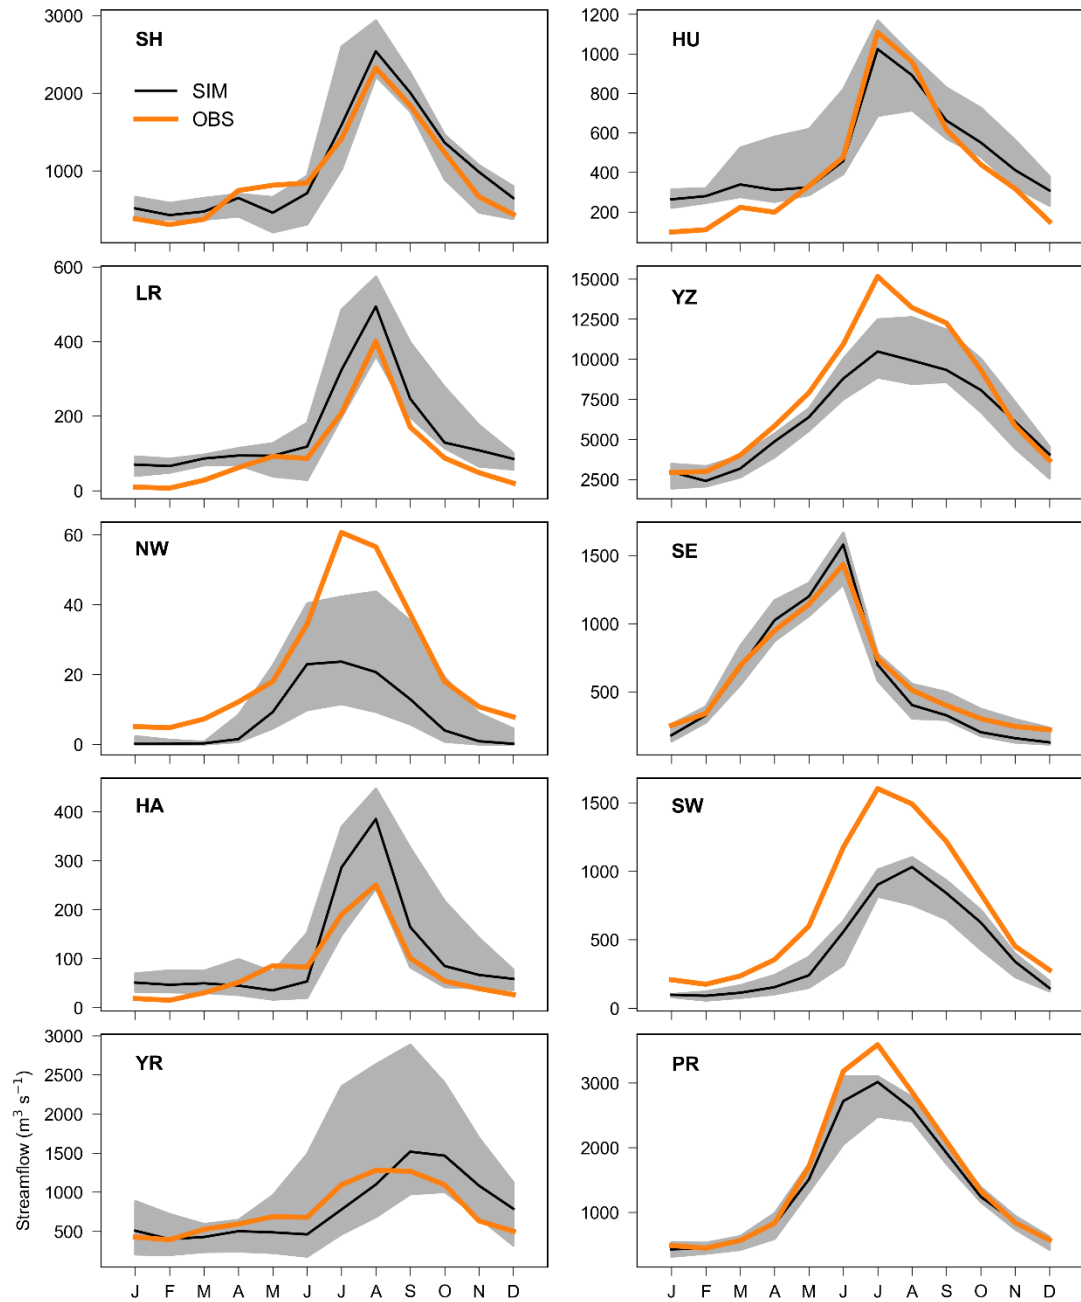 SH
SIM
OBS
3000
2000
1000
HU
1200
1000
800
600
400
200
LR
600
400
200
0
YZ
15000
12500
10000
7500
5000
2500
NW
60
40
20
0
SE
1500
1000
500
HA
400
300
200
100
0
SW
1500
1000
500
0
YR
3000
2500
2000
1500
1000
500
Streamflow (m³ s⁻¹)
J F M A M J J A S O N D
PR
3000
2000
1000
J F M A M J J A S O N D